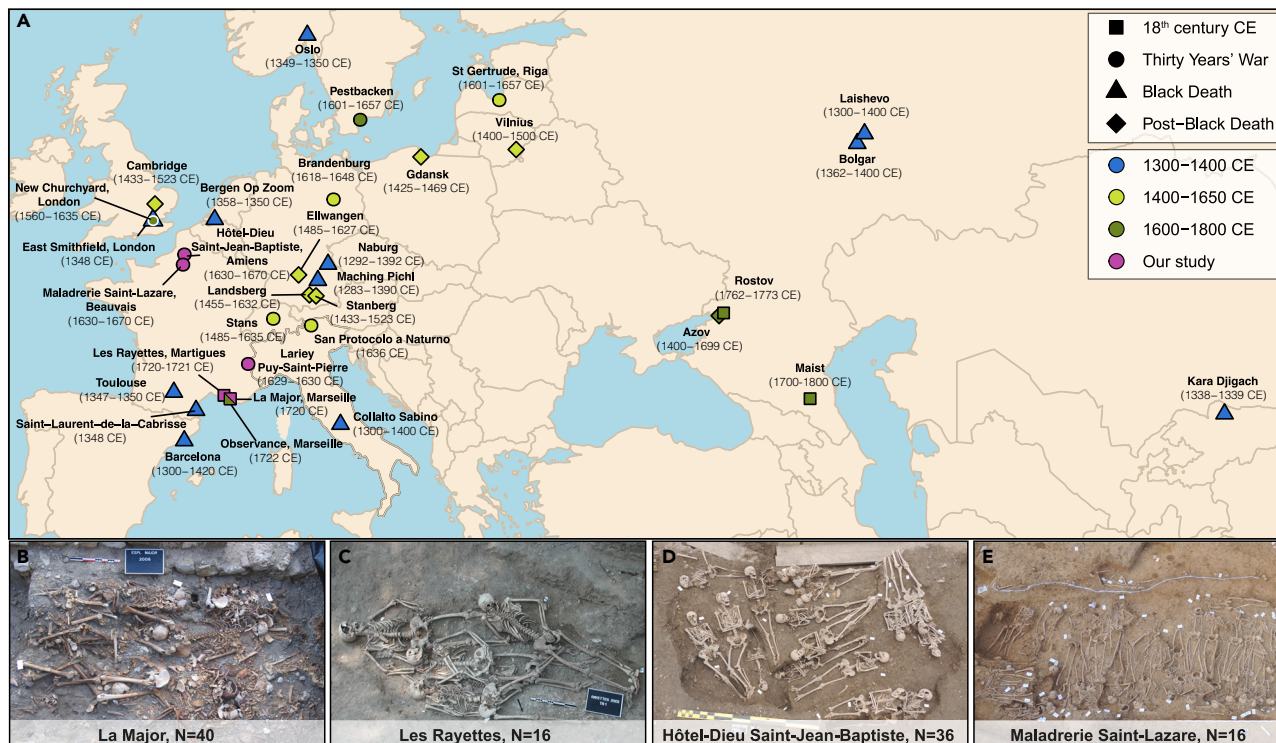 A
Oslo
(1349–1350 CE)
Pestbacken
(1601–1657 CE)
St Gertrude, Riga
(1601–1657 CE)
Vilnius
(1400–1500 CE)
Laishevo
(1300–1400 CE)
Bolgar
(1362–1400 CE)
18th century CE
Thirty Years' War
Black Death
Post–Black Death
1300–1400 CE
1400–1650 CE
1600–1800 CE
Our study
Cambridge
(1433–1523 CE)
New Churchyard,
London
(1560–1635 CE)
East Smithfield, London
(1348 CE)
Bergen Op Zoom
(1358–1350 CE)
Brandenburg
(1618–1648 CE)
Gdansk
(1425–1469 CE)
Ellwangen
(1485–1627 CE)
Hôtel–Dieu
Saint–Jean–Baptiste,
Amiens
(1630–1670 CE)
Naburg
(1292–1392 CE)
Maching Pichl
(1283–1390 CE)
Maladrerie Saint–Lazare,
Beauvais
(1630–1670 CE)
Landsberg
(1455–1632 CE)
Stanberg
(1433–1523 CE)
Stans
(1485–1635 CE)
San Protocolo a Naturno
(1636 CE)
Rostov
(1762–1773 CE)
Azov
(1400–1699 CE)
Les Rayettes, Martigues
(1720–1721 CE)
Lariey
Puy–Saint–Pierre
(1629–1630 CE)
Maist
(1700–1800 CE)
Kara Djigach
(1338–1339 CE)
Toulouse
(1347–1350 CE)
La Major, Marseille
(1720 CE)
Saint–Laurent–de–la–Cabrisse
(1348 CE)
Collalto Sabino
(1300–1400 CE)
Observance, Marseille
(1722 CE)
Barcelona
(1300–1420 CE)
B
ESPL MAJOR
2008
La Major, N=40
C
Les Rayettes, N=16
D
Hôtel-Dieu Saint-Jean-Baptiste, N=36
E
Maladrerie Saint-Lazare, N=16